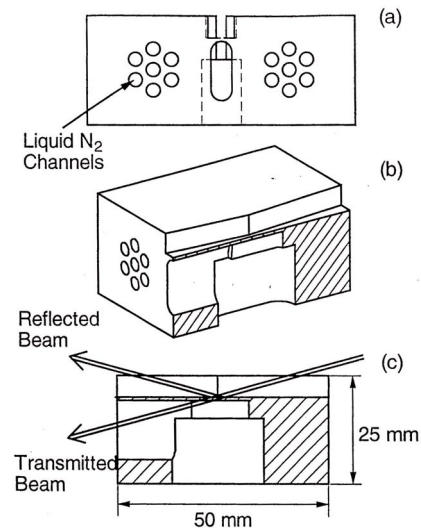 (a)
Liquid N₂
Channels
(b)
Reflected
Beam
(c)
25 mm
Transmitted
Beam
50 mm